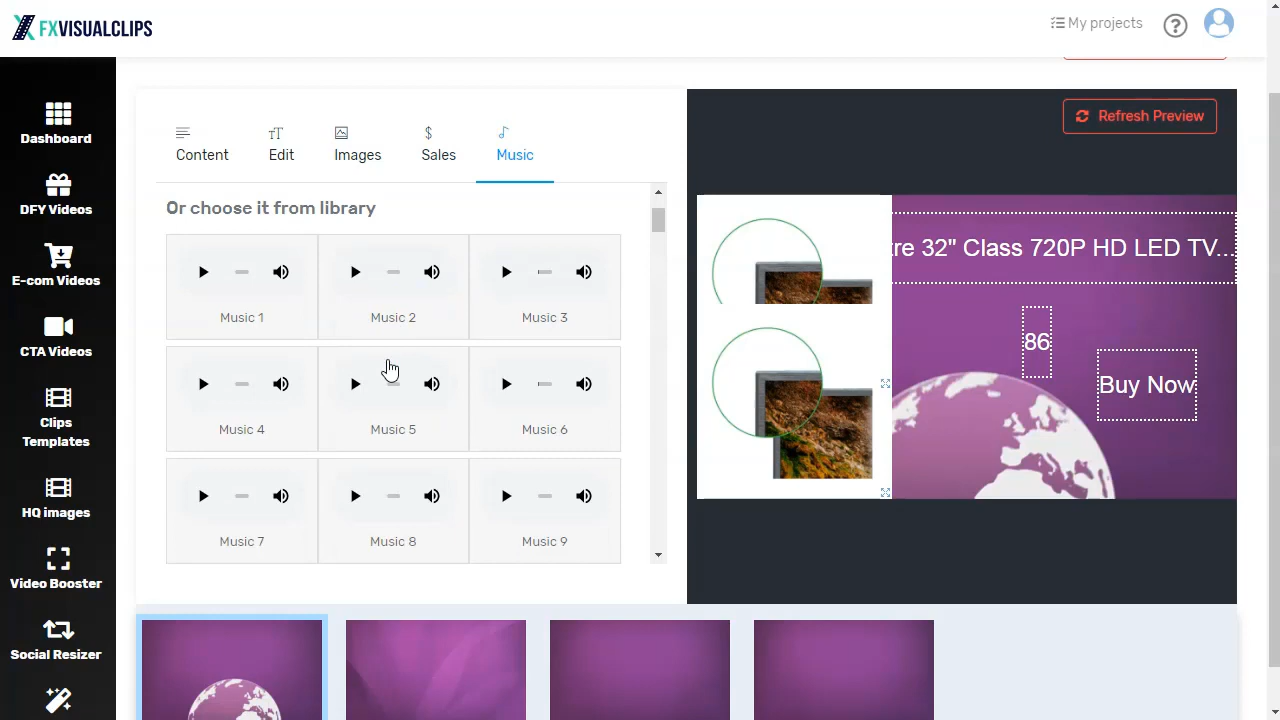 FXVISUALCLIPS
My projects
?
Dashboard
DFY Videos
E-com Videos
CTA Videos
Clips
Templates
HQ images
Video Booster
Social Resizer
Content
Edit
Images
Sales
Music
Or choose it from library
Music 1
Music 2
Music 3
Music 4
Music 5
Music 6
Music 7
Music 8
Music 9
Refresh Preview
32" Class 720P HD LED TV...
86
Buy Now